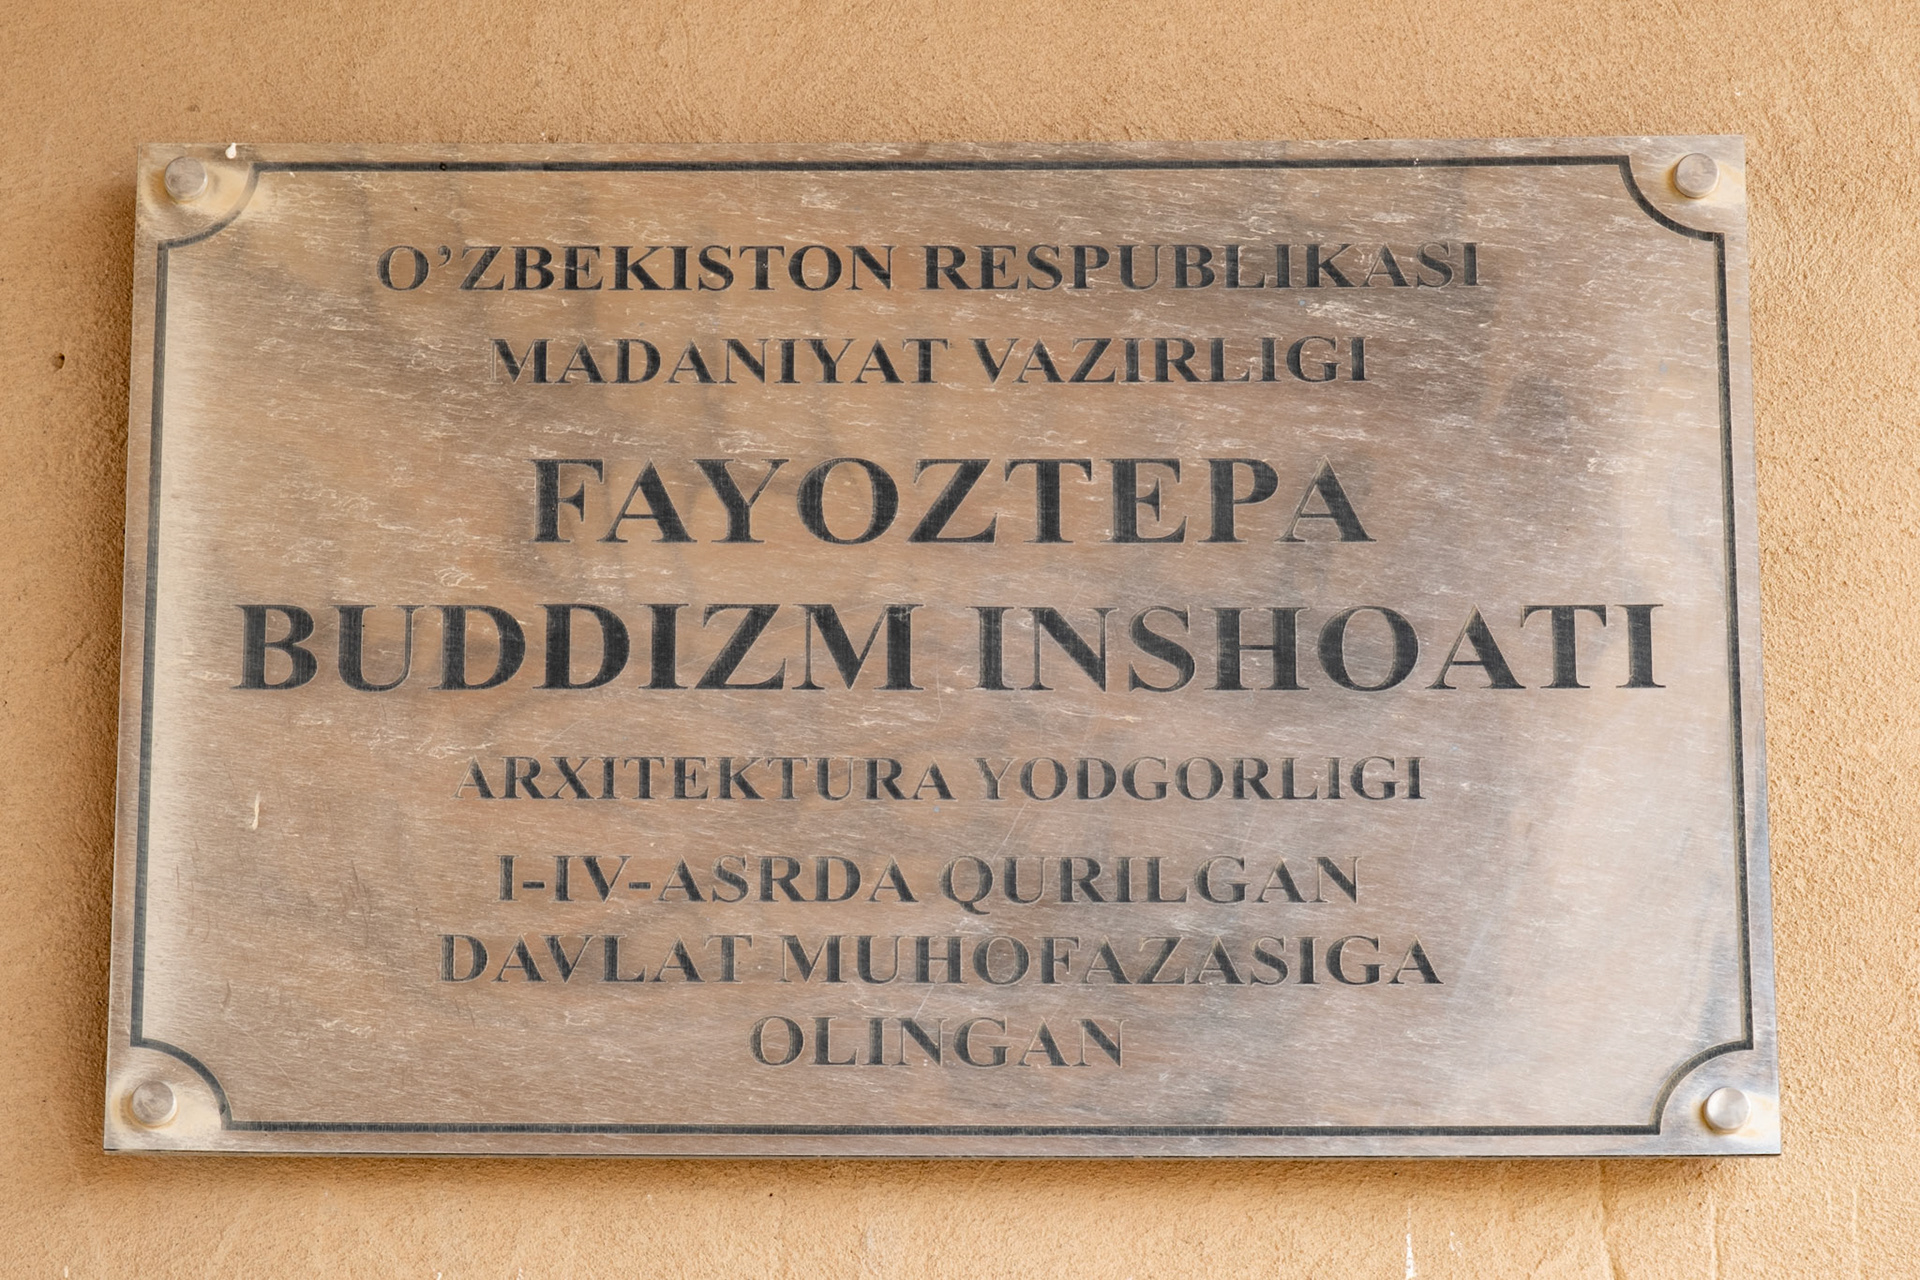 O’ZBEKISTON RESPUBLIKASI
MADANIYAT VAZIRLIGI
FAYOZTEPA
BUDDIZM INSHOATI
ARXITEKTURA YODGORLIGI
I-IV-ASRDA QURILGAN
DAVLAT MUHOFAZASIGA
OLINGAN